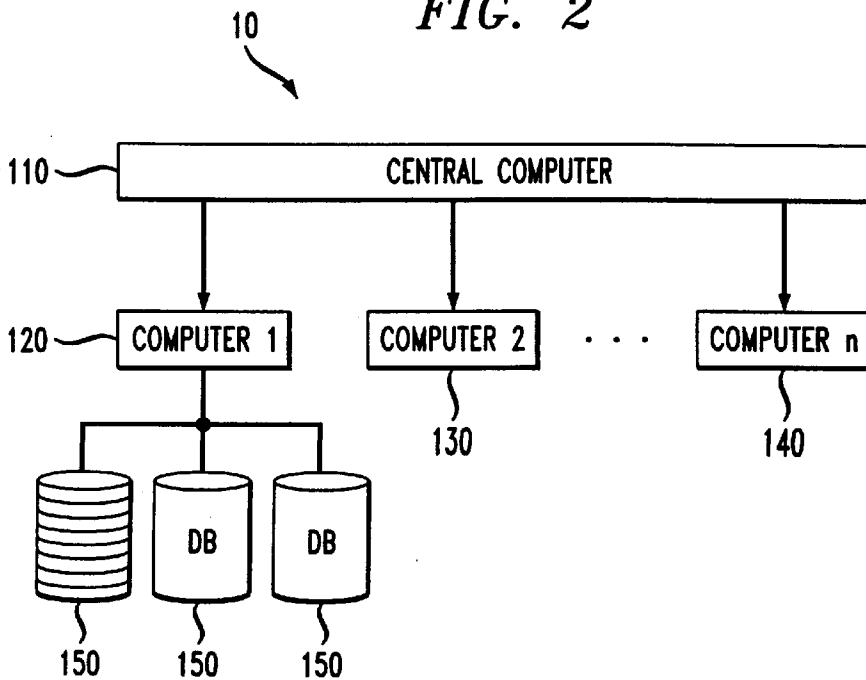 FIG. 2
10
110
CENTRAL COMPUTER
120
COMPUTER 1
COMPUTER 2
. . .
COMPUTER n
130
140
DB
DB
150
150
150